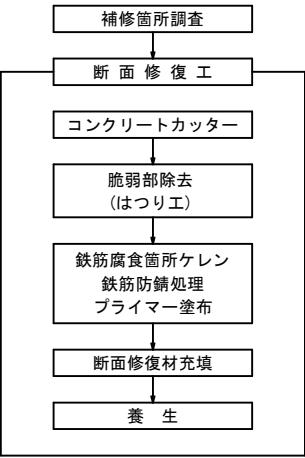 補修箇所調査
断 面 修 復 工
コンクリートカッター
脆弱部除去
(はつり工)
鉄筋腐食箇所ケレン
鉄筋防錆処理
プライマー塗布
断面修復材充填
養 生